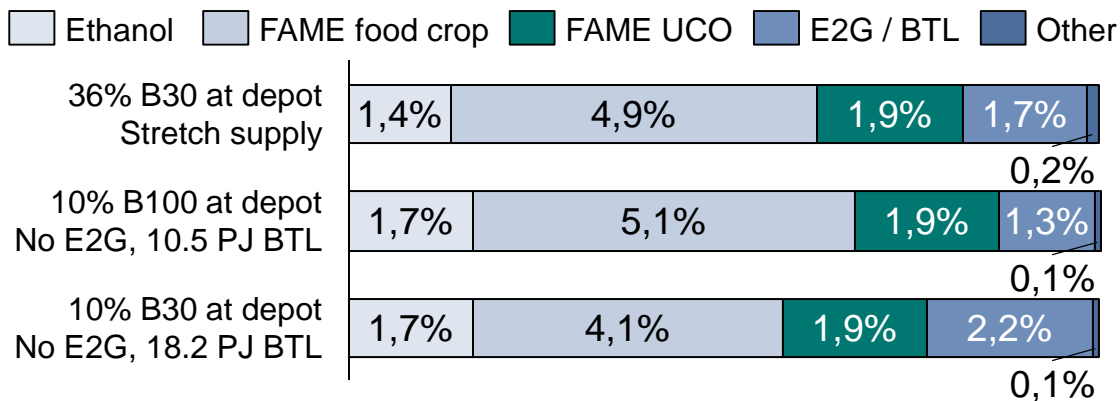 Ethanol FAME food crop FAME UCO E2G / BTL Other
36% B30 at depot
Stretch supply
1,4% 4,9% 1,9% 1,7%
0,2%
10% B100 at depot
No E2G, 10.5 PJ BTL
1,7% 5,1% 1,9% 1,3%
0,1%
10% B30 at depot
No E2G, 18.2 PJ BTL
1,7% 4,1% 1,9% 2,2%
0,1%